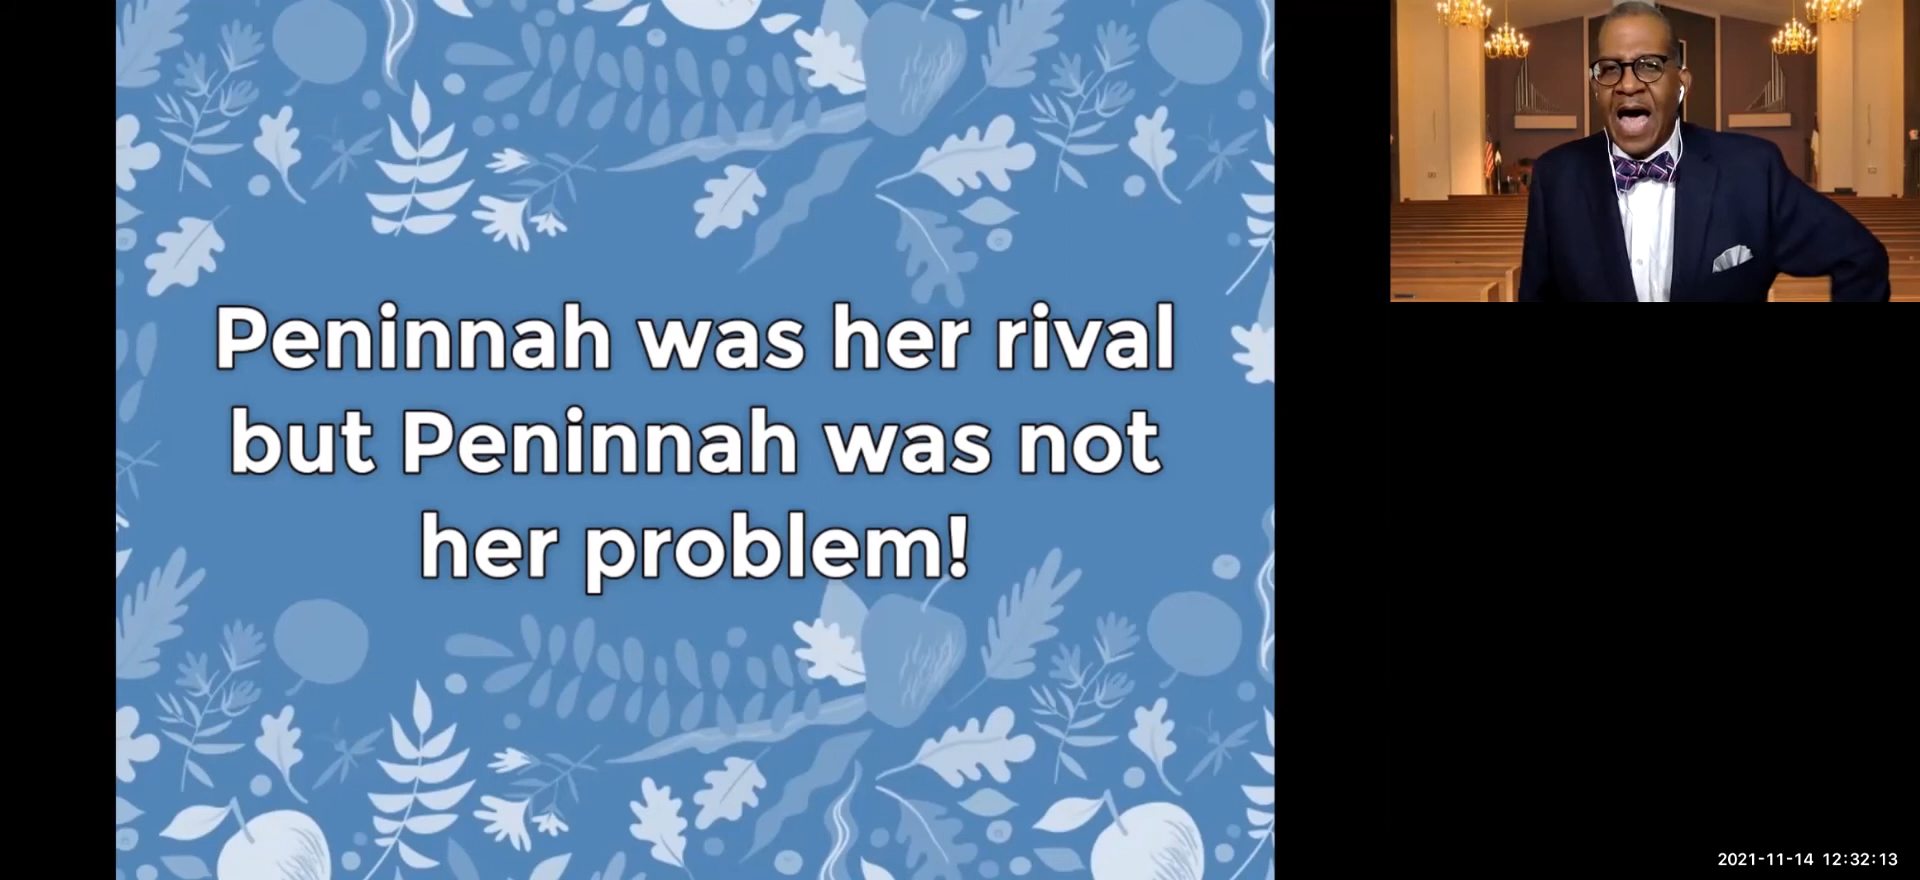 Peninnah was her rival
but Peninnah was not
her problem!
2021-11-14 12:32:13